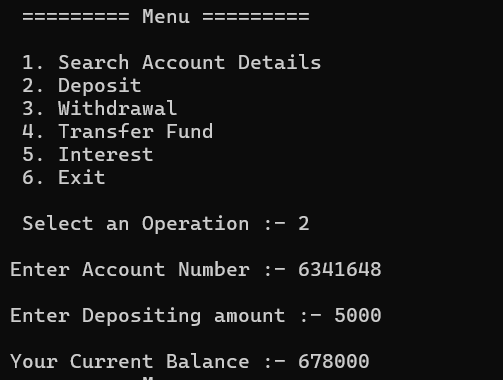 ========= Menu =========
1. Search Account Details
2. Deposit
3. Withdrawal
4. Transfer Fund
5. Interest
6. Exit
Select an Operation :- 2
Enter Account Number :- 6341648
Enter Depositing amount :- 5000
Your Current Balance :- 678000